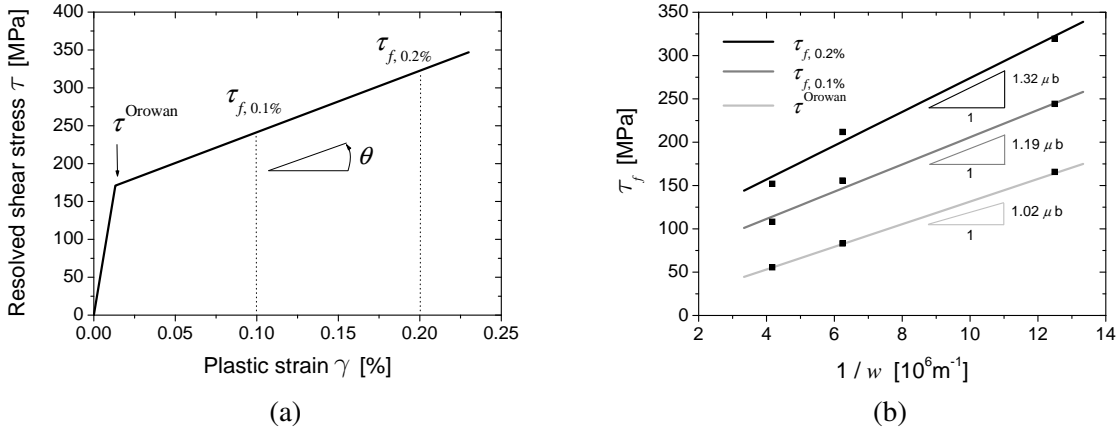 400
350
300
250
200
150
100
50
0
0.00 0.05 0.10 0.15 0.20 0.25
Resolved shear stress τ [MPa]
Plastic strain γ [%]
τ^Orowan
τ_f, 0.1%
τ_f, 0.2%
θ
(a)
350
300
250
200
150
100
50
0
2 4 6 8 10 12 14
τ_f [MPa]
1 / w [10^6m^-1]
τ_f, 0.2%
τ_f, 0.1%
τ^Orowan
1.32 μ b
1
1.19 μ b
1
1.02 μ b
1
(b)